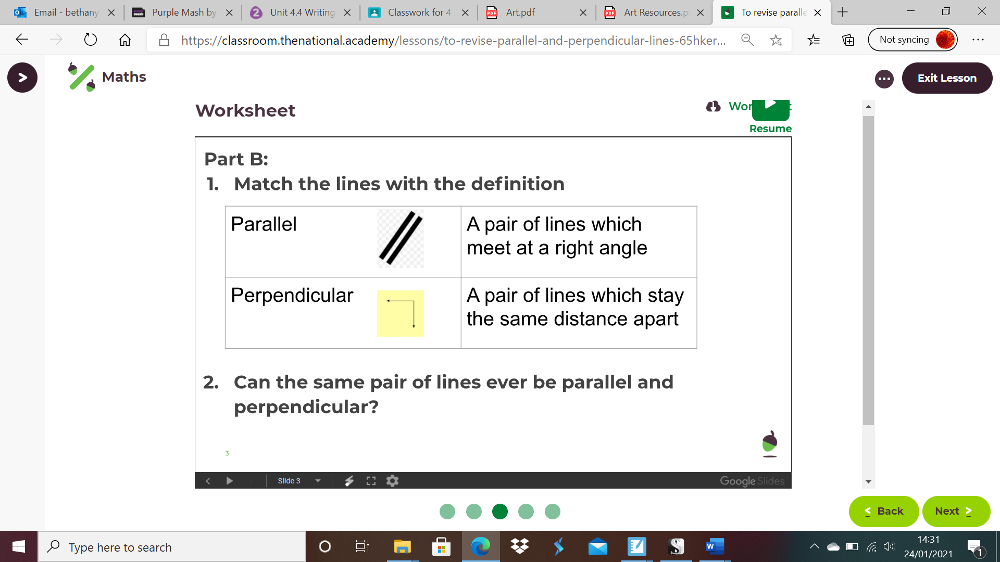 Email - bethany
Purple Mash by
Unit 4.4 Writing
Classwork for 4
Art.pdf
Art Resources.p
To revise paralle
https://classroom.thenational.academy/lessons/to-revise-parallel-and-perpendicular-lines-65hker...
Not syncing
Maths
Exit Lesson
Worksheet
Wor t
Resume
Part B:
1. Match the lines with the definition
Parallel
A pair of lines which
meet at a right angle
Perpendicular
A pair of lines which stay
the same distance apart
2. Can the same pair of lines ever be parallel and
perpendicular?
3
Slide 3
Google Slides
< Back
Next >
Type here to search
14:31
24/01/2021
1